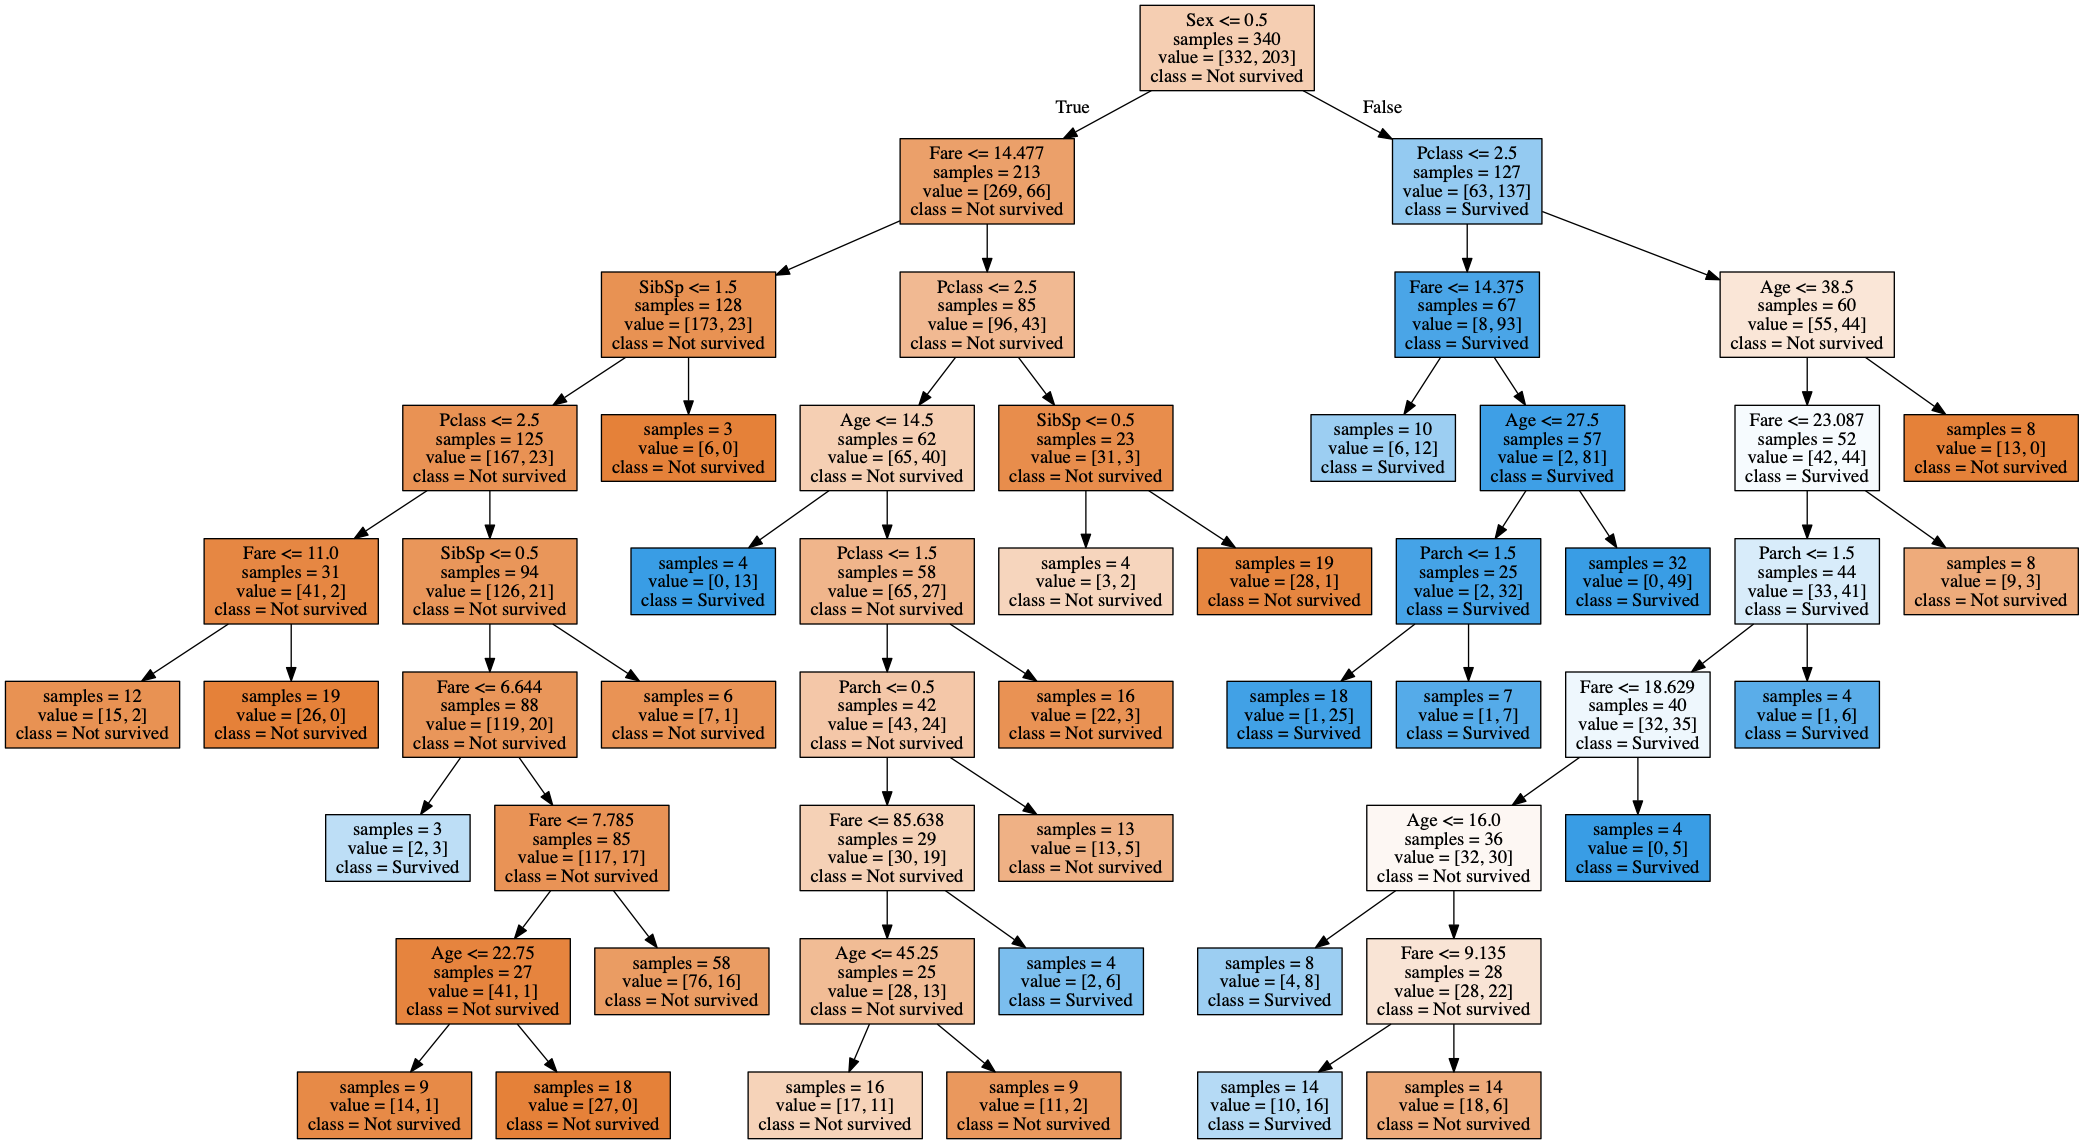 Sex <= 0.5
samples = 340
value = [332, 203]
class = Not survived
True
False
Fare <= 14.477
samples = 213
value = [269, 66]
class = Not survived
Pclass <= 2.5
samples = 127
value = [63, 137]
class = Survived
SibSp <= 1.5
samples = 128
value = [173, 23]
class = Not survived
Pclass <= 2.5
samples = 85
value = [96, 43]
class = Not survived
Fare <= 14.375
samples = 67
value = [8, 93]
class = Survived
Age <= 38.5
samples = 60
value = [55, 44]
class = Not survived
Pclass <= 2.5
samples = 125
value = [167, 23]
class = Not survived
samples = 3
value = [6, 0]
class = Not survived
Age <= 14.5
samples = 62
value = [65, 40]
class = Not survived
SibSp <= 0.5
samples = 23
value = [31, 3]
class = Not survived
samples = 10
value = [6, 12]
class = Survived
Age <= 27.5
samples = 57
value = [2, 81]
class = Survived
Fare <= 23.087
samples = 52
value = [42, 44]
class = Survived
samples = 8
value = [13, 0]
class = Not survived
Fare <= 11.0
samples = 31
value = [41, 2]
class = Not survived
SibSp <= 0.5
samples = 94
value = [126, 21]
class = Not survived
samples = 4
value = [0, 13]
class = Survived
Pclass <= 1.5
samples = 58
value = [65, 27]
class = Not survived
samples = 4
value = [3, 2]
class = Not survived
samples = 19
value = [28, 1]
class = Not survived
Parch <= 1.5
samples = 25
value = [2, 32]
class = Survived
samples = 32
value = [0, 49]
class = Survived
Parch <= 1.5
samples = 44
value = [33, 41]
class = Survived
samples = 8
value = [9, 3]
class = Not survived
samples = 12
value = [15, 2]
class = Not survived
samples = 19
value = [26, 0]
class = Not survived
Fare <= 6.644
samples = 88
value = [119, 20]
class = Not survived
samples = 6
value = [7, 1]
class = Not survived
Parch <= 0.5
samples = 42
value = [43, 24]
class = Not survived
samples = 16
value = [22, 3]
class = Not survived
samples = 18
value = [1, 25]
class = Survived
samples = 7
value = [1, 7]
class = Survived
Fare <= 18.629
samples = 40
value = [32, 35]
class = Survived
samples = 4
value = [1, 6]
class = Survived
samples = 3
value = [2, 3]
class = Survived
Fare <= 7.785
samples = 85
value = [117, 17]
class = Not survived
Fare <= 85.638
samples = 29
value = [30, 19]
class = Not survived
samples = 13
value = [13, 5]
class = Not survived
Age <= 16.0
samples = 36
value = [32, 30]
class = Not survived
samples = 4
value = [0, 5]
class = Survived
Age <= 22.75
samples = 27
value = [41, 1]
class = Not survived
samples = 58
value = [76, 16]
class = Not survived
Age <= 45.25
samples = 25
value = [28, 13]
class = Not survived
samples = 4
value = [2, 6]
class = Survived
samples = 8
value = [4, 8]
class = Survived
Fare <= 9.135
samples = 28
value = [28, 22]
class = Not survived
samples = 9
value = [14, 1]
class = Not survived
samples = 18
value = [27, 0]
class = Not survived
samples = 16
value = [17, 11]
class = Not survived
samples = 9
value = [11, 2]
class = Not survived
samples = 14
value = [10, 16]
class = Survived
samples = 14
value = [18, 6]
class = Not survived